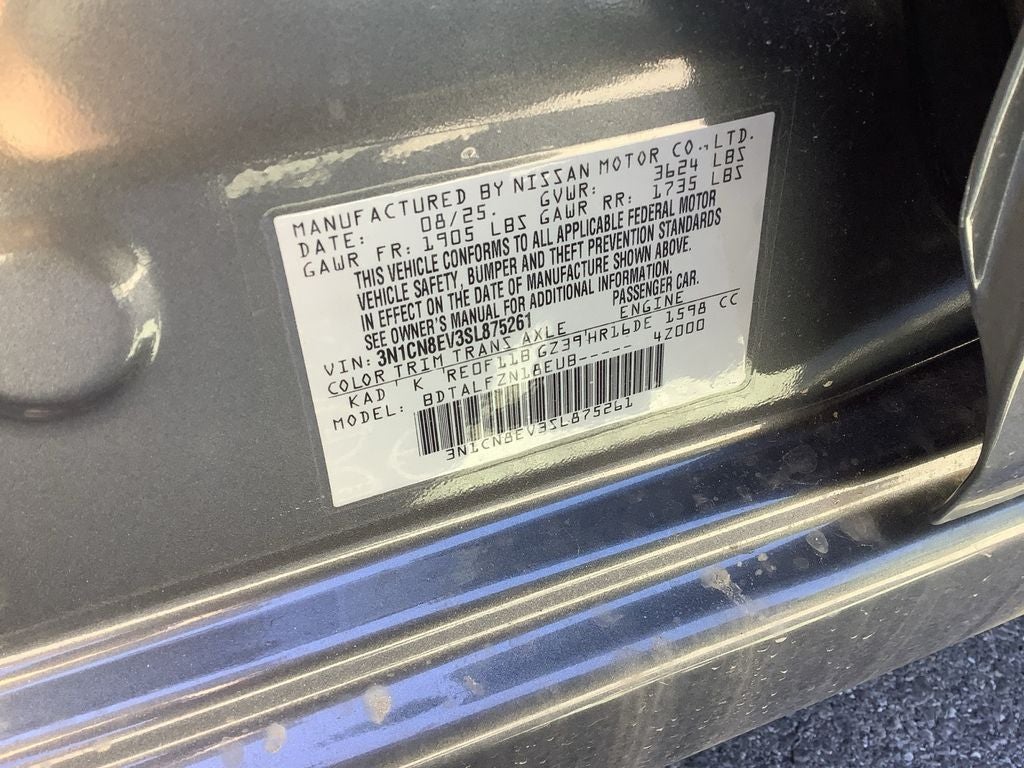 MANUFACTURED BY NISSAN MOTOR CO.,LTD.
DATE: 08/25. GVWR: 3624 LBS
GAWR FR: 1905 LBS GAWR RR: 1735 LBS
THIS VEHICLE CONFORMS TO ALL APPLICABLE FEDERAL MOTOR
VEHICLE SAFETY, BUMPER AND THEFT PREVENTION STANDARDS
IN EFFECT ON THE DATE OF MANUFACTURE SHOWN ABOVE.
SEE OWNER'S MANUAL FOR ADDITIONAL INFORMATION.
VIN: 3N1CN8EV3SL875261 PASSENGER CAR.
COLOR TRIM TRANS AXLE ENGINE
KAD ' K 'RE0F11B GZ39'HR16DE 1598 CC
MODEL: BDTALFZN18EUB----- 4Z000
3N1CN8EV3SL875261